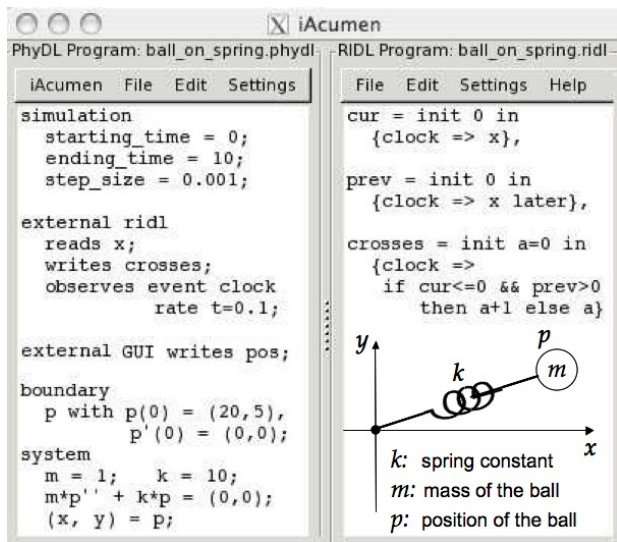 iAcumen
PhyDL Program: ball_on_spring.phydl
iAcumen File Edit Settings
simulation
starting_time = 0;
ending_time = 10;
step_size = 0.001;
external ridl
reads x;
writes crosses;
observes event clock
rate t=0.1;
external GUI writes pos;
boundary
p with p(0) = (20,5),
p'(0) = (0,0);
system
m = 1; k = 10;
m*p'' + k*p = (0,0);
(x, y) = p;
RIDL Program: ball_on_spring.ridl
File Edit Settings Help
cur = init 0 in
{clock => x},
prev = init 0 in
{clock => x later},
crosses = init a=0 in
{clock =>
if cur<=0 && prev>0
then a+1 else a}
y
p
k
m
x
k: spring constant
m: mass of the ball
p: position of the ball